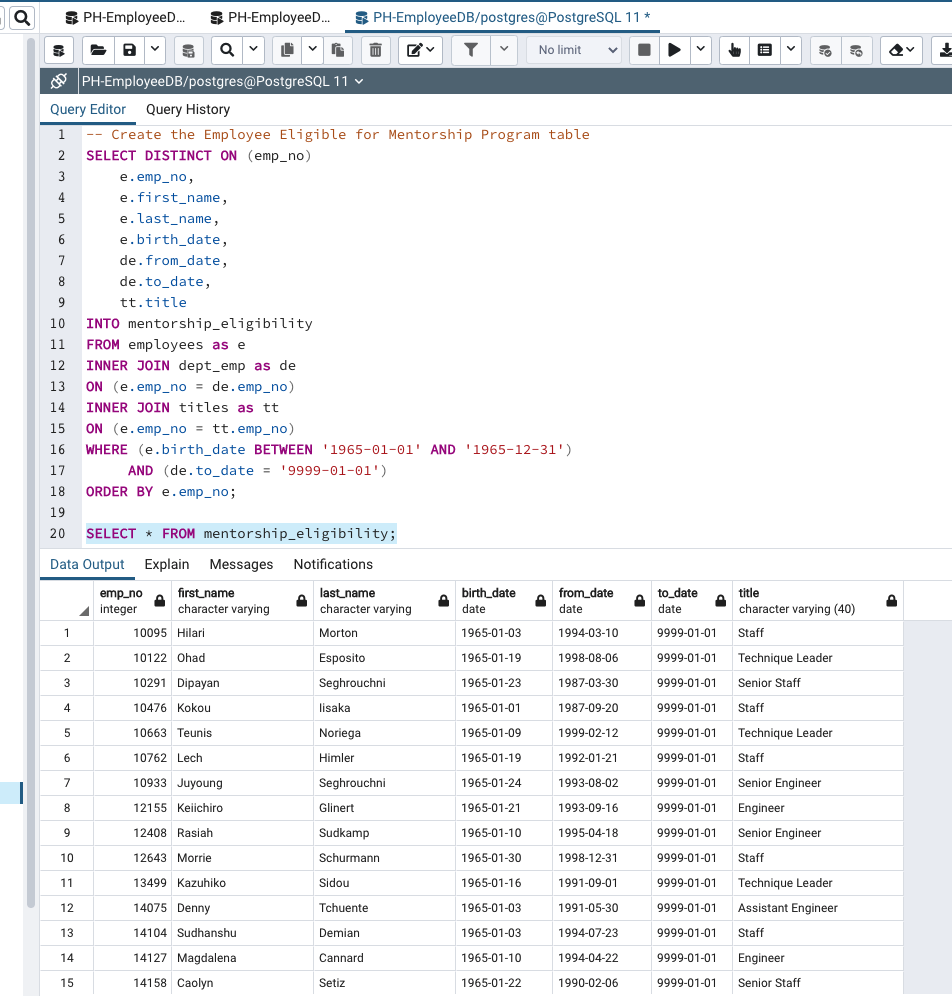 PH-EmployeeD... PH-EmployeeD... PH-EmployeeDB/postgres@PostgreSQL 11 *
No limit
PH-EmployeeDB/postgres@PostgreSQL 11
Query Editor Query History
1 -- Create the Employee Eligible for Mentorship Program table
2 SELECT DISTINCT ON (emp_no)
3 e.emp_no,
4 e.first_name,
5 e.last_name,
6 e.birth_date,
7 de.from_date,
8 de.to_date,
9 tt.title
10 INTO mentorship_eligibility
11 FROM employees as e
12 INNER JOIN dept_emp as de
13 ON (e.emp_no = de.emp_no)
14 INNER JOIN titles as tt
15 ON (e.emp_no = tt.emp_no)
16 WHERE (e.birth_date BETWEEN '1965-01-01' AND '1965-12-31')
17 AND (de.to_date = '9999-01-01')
18 ORDER BY e.emp_no;
19
20 SELECT * FROM mentorship_eligibility;
Data Output Explain Messages Notifications
emp_no first_name last_name birth_date from_date to_date title
integer character varying character varying date date date character varying (40)
1 10095 Hilari Morton 1965-01-03 1994-03-10 9999-01-01 Staff
2 10122 Ohad Esposito 1965-01-19 1998-08-06 9999-01-01 Technique Leader
3 10291 Dipayan Seghrouchni 1965-01-23 1987-03-30 9999-01-01 Senior Staff
4 10476 Kokou Iisaka 1965-01-01 1987-09-20 9999-01-01 Staff
5 10663 Teunis Noriega 1965-01-09 1999-02-12 9999-01-01 Technique Leader
6 10762 Lech Himler 1965-01-19 1992-01-21 9999-01-01 Staff
7 10933 Juyoung Seghrouchni 1965-01-24 1993-08-02 9999-01-01 Senior Engineer
8 12155 Keiichiro Glinert 1965-01-21 1993-09-16 9999-01-01 Engineer
9 12408 Rasiah Sudkamp 1965-01-10 1995-04-18 9999-01-01 Senior Engineer
10 12643 Morrie Schurmann 1965-01-30 1998-12-31 9999-01-01 Staff
11 13499 Kazuhiko Sidou 1965-01-16 1991-09-01 9999-01-01 Technique Leader
12 14075 Denny Tchuente 1965-01-03 1991-05-30 9999-01-01 Assistant Engineer
13 14104 Sudhanshu Demian 1965-01-03 1994-07-23 9999-01-01 Staff
14 14127 Magdalena Cannard 1965-01-10 1994-04-22 9999-01-01 Engineer
15 14158 Caolyn Setiz 1965-01-22 1990-02-06 9999-01-01 Senior Staff